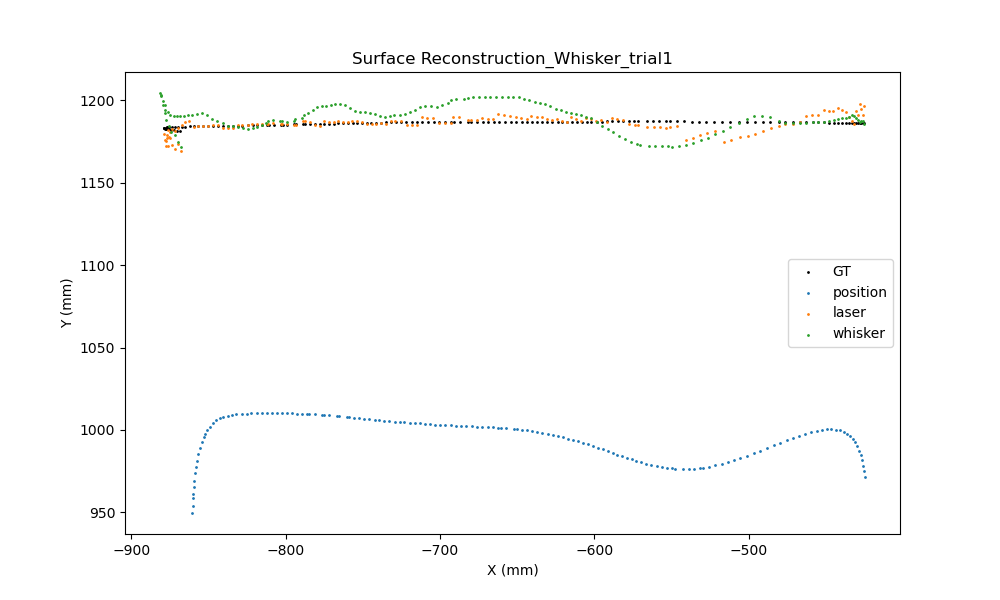 Surface Reconstruction_Whisker_trial1
1200
1150
1100
1050
1000
950
Y (mm)
GT
position
laser
whisker
−900
−800
−700
−600
−500
X (mm)